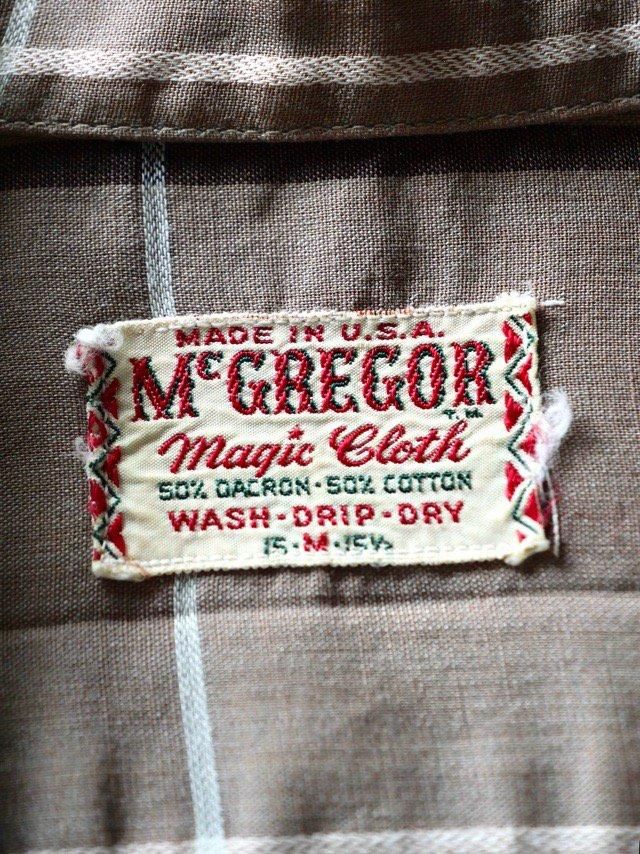 MADE IN U.S.A.
McGREGOR
T.M.
Magic Cloth
50% DACRON · 50% COTTON
WASH - DRIP - DRY
15 · M · 15½